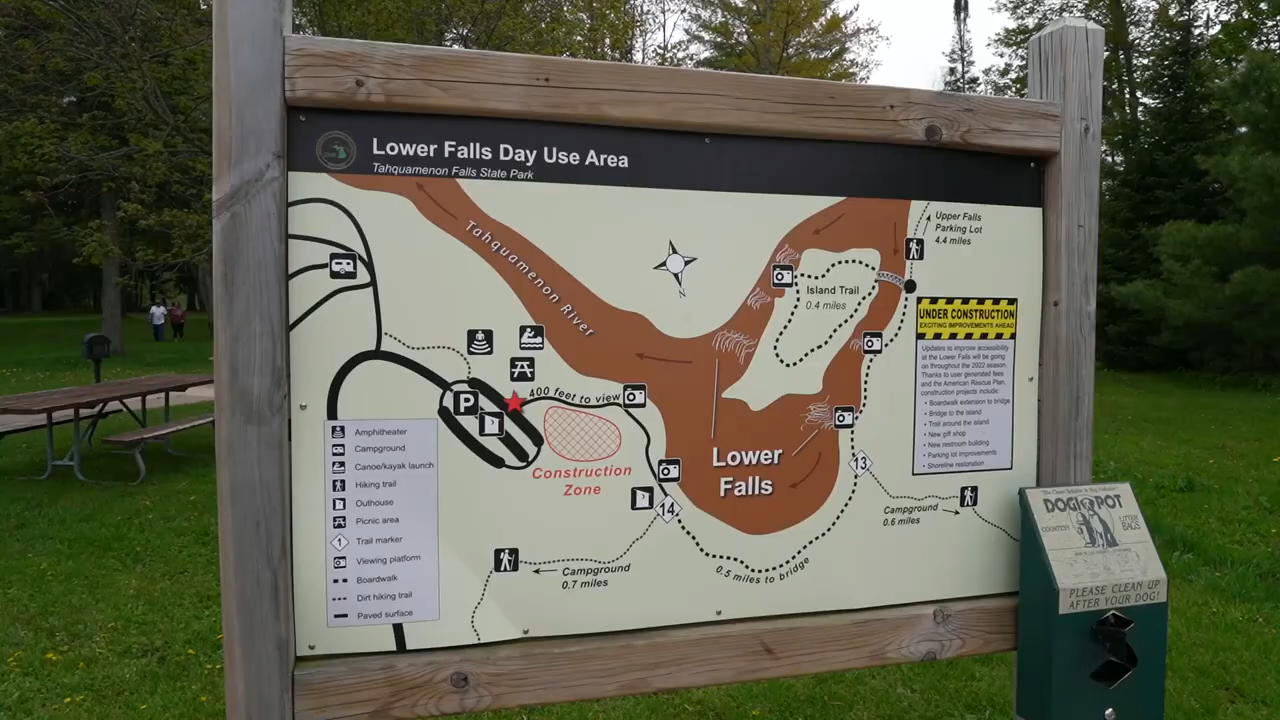 Lower Falls Day Use Area
Tahquamenon Falls State Park
Tahquamenon River
N
Upper Falls
Parking Lot
4.4 miles
Island Trail
0.4 miles
UNDER CONSTRUCTION
EXCITING IMPROVEMENTS AHEAD
Updates to improve accessibility
at the Lower Falls will be going
on throughout the 2022 season.
Thanks to user generated fees
and the American Rescue Plan,
construction projects include:
• Boardwalk extension to bridge
• Bridge to the island
• Trail around the island
• New gift shop
• New restroom building
• Parking lot improvements
• Shoreline restoration
P
400 feet to view
Construction
Zone
Lower
Falls
13
14
Campground
0.6 miles
Campground
0.7 miles
0.5 miles to bridge
Amphitheater
Campground
Canoe/kayak launch
Hiking trail
Outhouse
Picnic area
1 Trail marker
Viewing platform
Boardwalk
Dirt hiking trail
Paved surface
DOGI POT
LITTER
BAGS
PLEASE CLEAN UP
AFTER YOUR DOG!